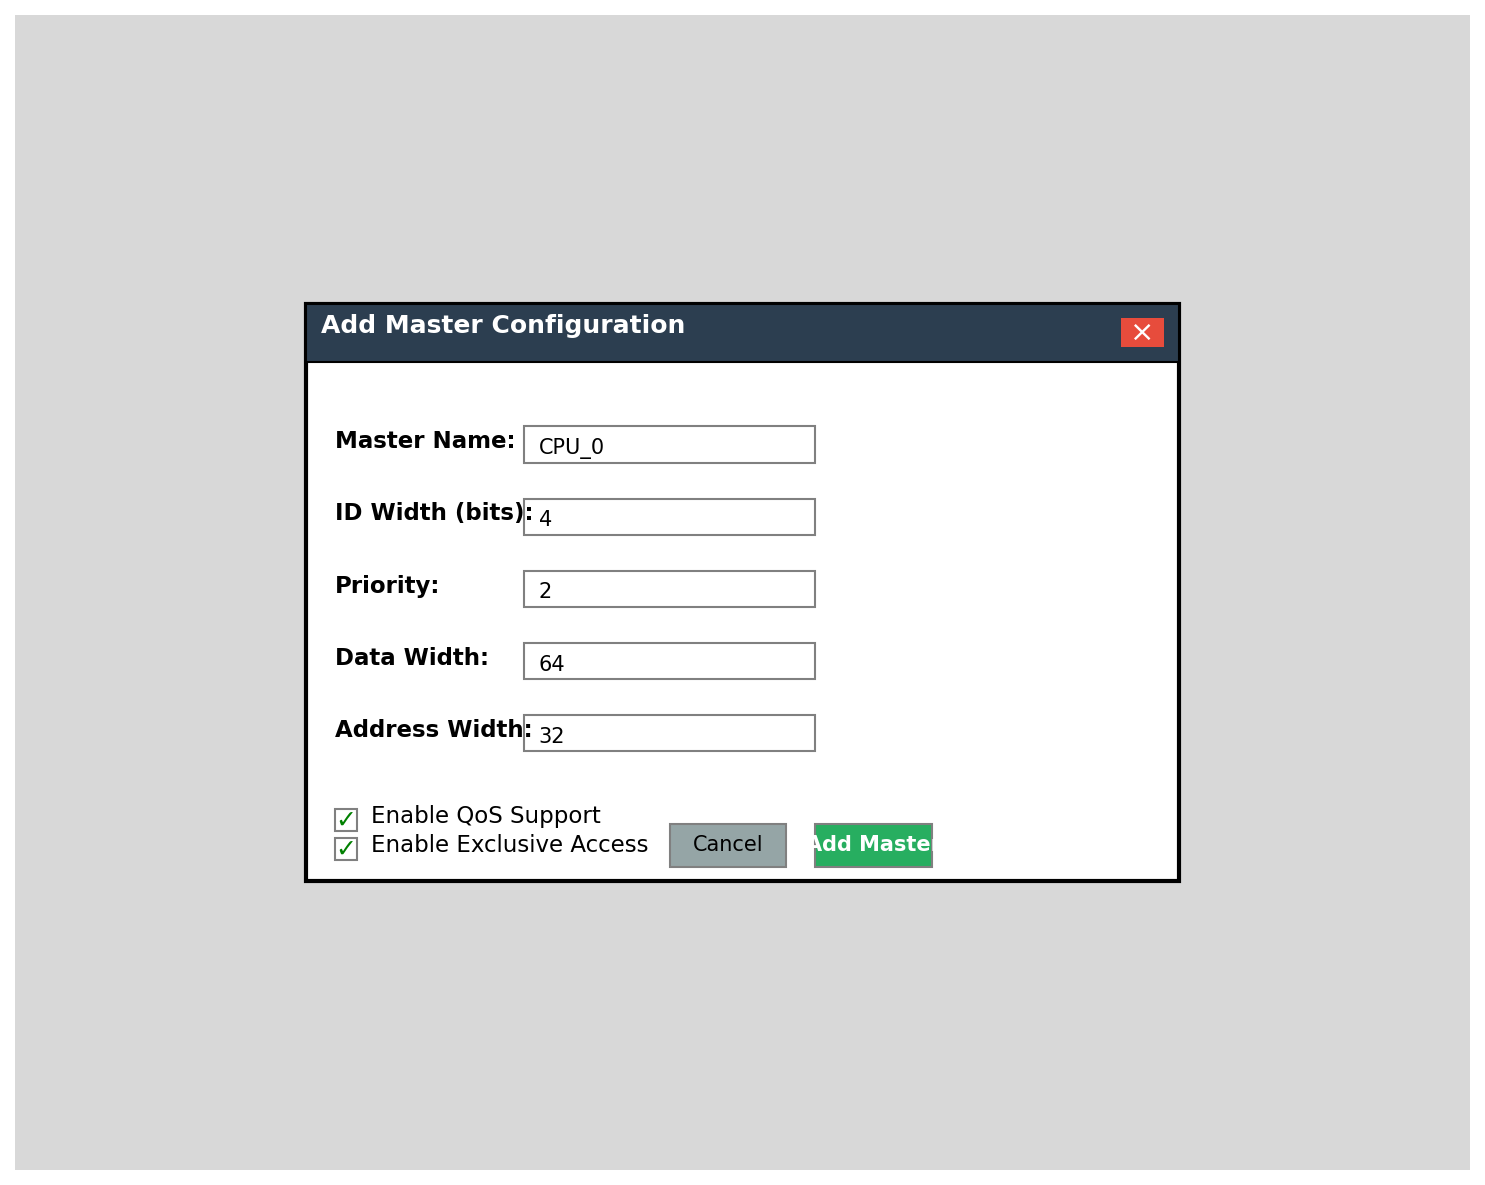 Add Master Configuration ×
Master Name: CPU_0
ID Width (bits): 4
Priority: 2
Data Width: 64
Address Width: 32
✓ Enable QoS Support
✓ Enable Exclusive Access
Cancel Add Master